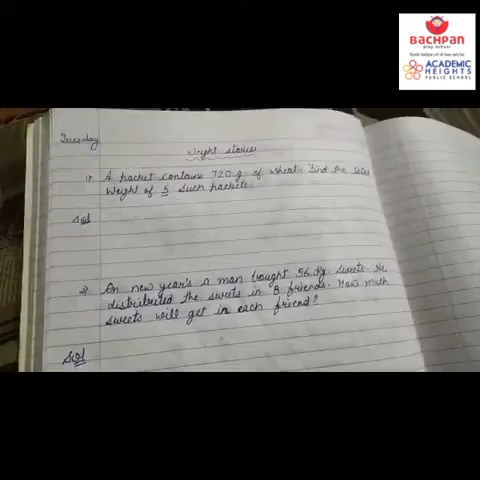 BACHPAN
play school
ACADEMIC
HEIGHTS
PUBLIC SCHOOL
Tuesday
Weight stories
1) A packet contains 720 g of wheat. Find the total
Weight of 5 such packets.
Sol
2) On new year's a man bought 56 Kg sweets. He
distributed the sweets in 8 friends. How much
sweets will get in each friend?
Sol